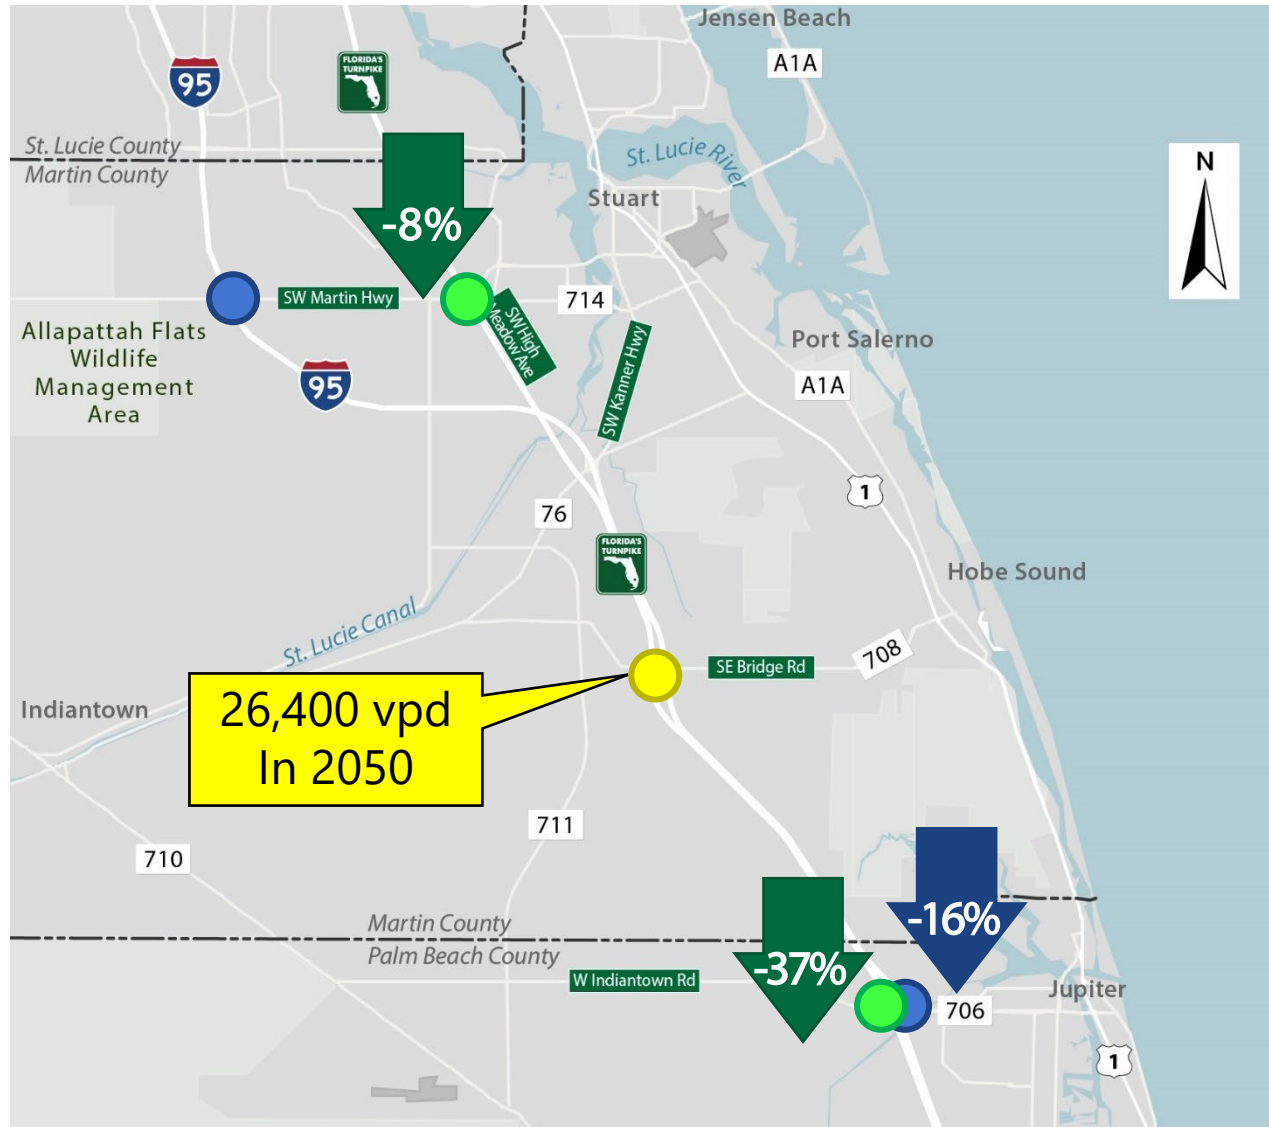 Jensen Beach
A1A
95
FLORIDA'S
TURNPIKE
St. Lucie County
Martin County
St. Lucie River
N
Stuart
-8%
SW Martin Hwy
714
SW High
Meadow Ave
Allapattah Flats
Wildlife
Management
Area
95
SW Kanner Hwy
Port Salerno
A1A
1
76
FLORIDA'S
TURNPIKE
Hobe Sound
St. Lucie Canal
708
SE Bridge Rd
26,400 vpd
In 2050
Indiantown
711
710
Martin County
Palm Beach County
-16%
-37%
W Indiantown Rd
706
Jupiter
1